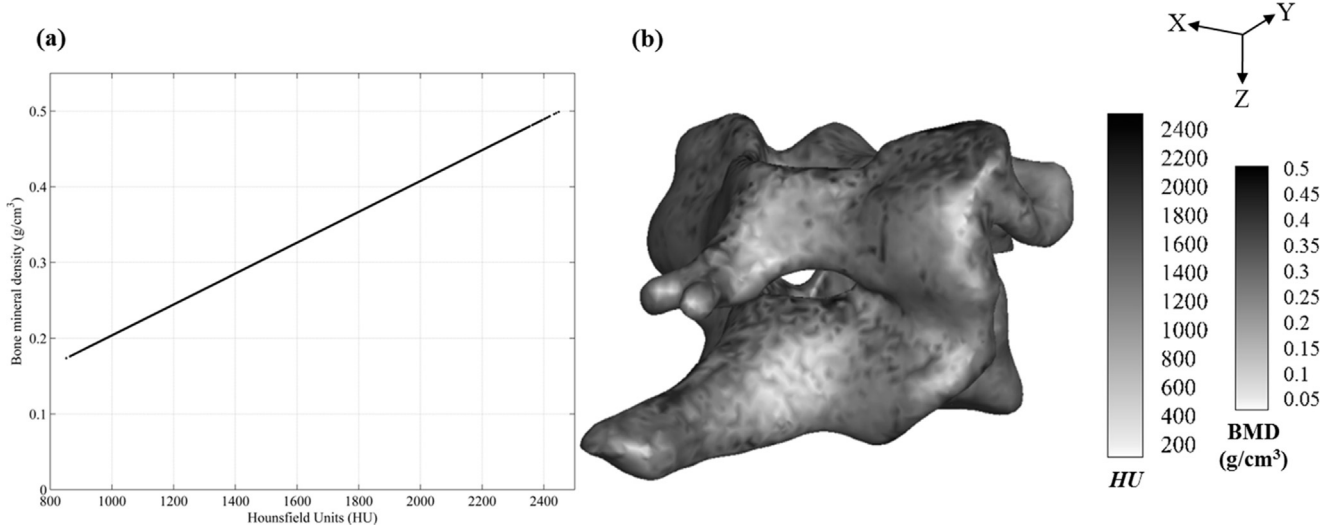 (a)
Bone mineral density (g/cm³)
0.5
0.4
0.3
0.2
0.1
0
800 1000 1200 1400 1600 1800 2000 2200 2400
Hounsfield Units (HU)
(b)
X
Y
Z
2400
2200
2000
1800
1600
1400
1200
1000
800
600
400
200
HU
0.5
0.45
0.4
0.35
0.3
0.25
0.2
0.15
0.1
0.05
BMD
(g/cm³)